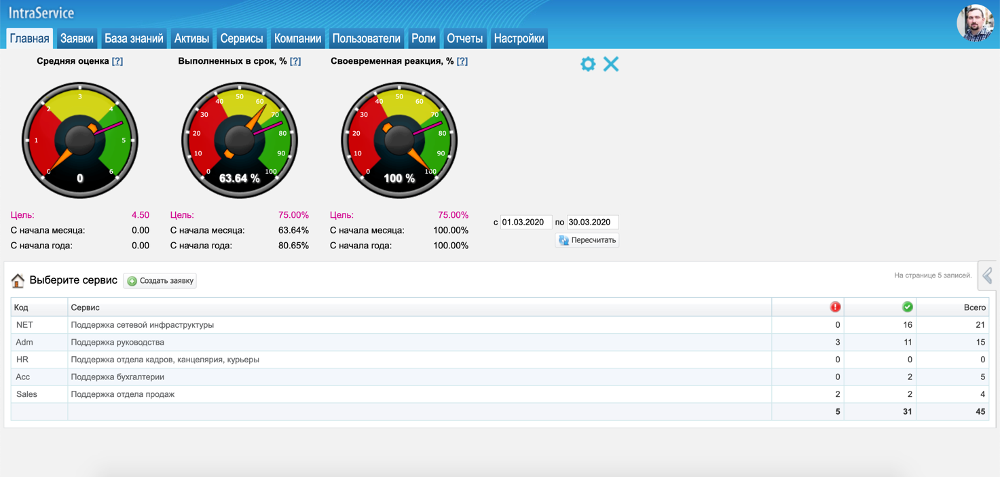 IntraService
Главная Заявки База знаний Активы Сервисы Компании Пользователи Роли Отчеты Настройки
Средняя оценка [?] Выполненных в срок, % [?] Своевременная реакция, % [?]
0 1 2 3 4 5 6
0
0 10 20 30 40 50 60 70 80 90 100
63.64 %
0 10 20 30 40 50 60 70 80 90 100
100 %
Цель: 4.50 Цель: 75.00% Цель: 75.00%
С начала месяца: 0.00 С начала месяца: 63.64% С начала месяца: 100.00% с 01.03.2020 по 30.03.2020
С начала года: 0.00 С начала года: 80.65% С начала года: 100.00% Пересчитать
Выберите сервис Создать заявку На странице 5 записей.
Код Сервис Всего
NET Поддержка сетевой инфраструктуры 0 16 21
Adm Поддержка руководства 3 11 15
HR Поддержка отдела кадров, канцелярия, курьеры 0 0 0
Acc Поддержка бухгалтерии 0 2 5
Sales Поддержка отдела продаж 2 2 4
5 31 45